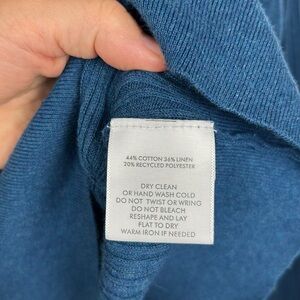 44% COTTON 36% LINEN
20% RECYCLED POLYESTER
DRY CLEAN
OR HAND WASH COLD
DO NOT TWIST OR WRING
DO NOT BLEACH
RESHAPE AND LAY
FLAT TO DRY
WARM IRON IF NEEDED